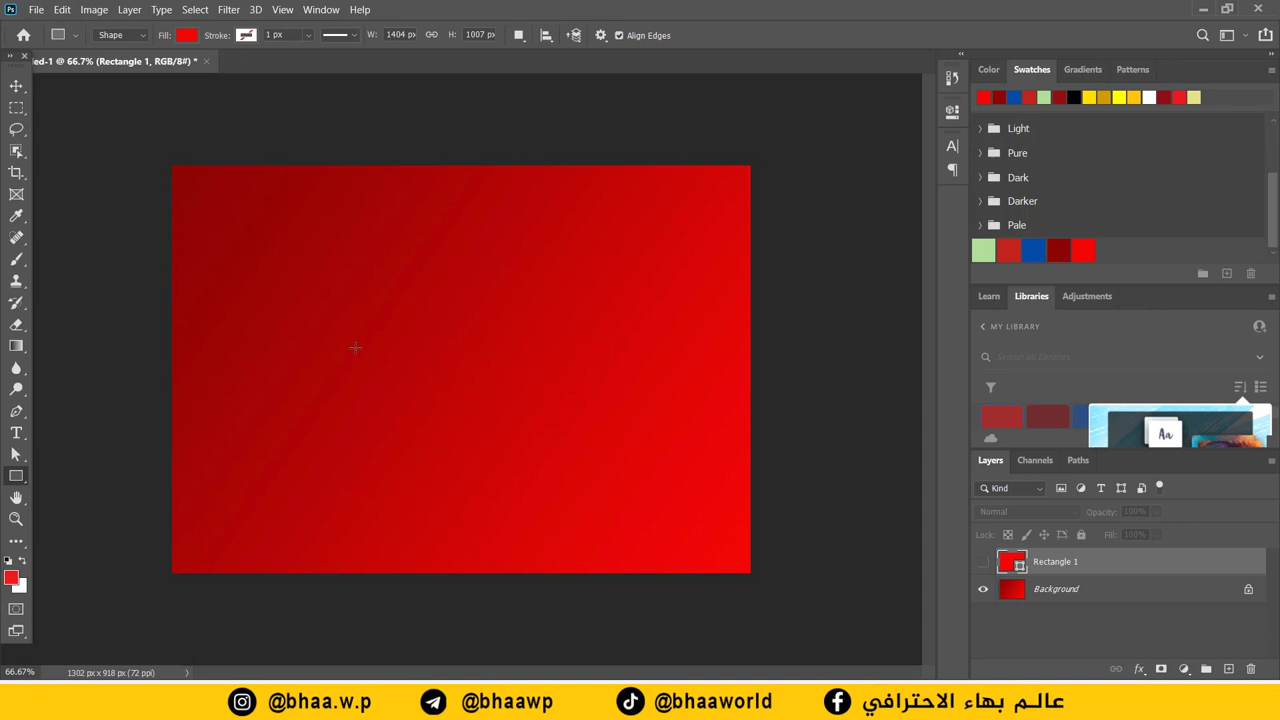 Ps File Edit Image Layer Type Select Filter 3D View Window Help
Shape Fill: Stroke: 1 px W: 1404 px H: 1007 px Align Edges
led-1 @ 66.7% (Rectangle 1, RGB/8#) *
Color Swatches Gradients Patterns
Light
Pure
Dark
Darker
Pale
Learn Libraries Adjustments
MY LIBRARY
Search all Libraries
Aa
Layers Channels Paths
Kind
Normal Opacity: 100%
Lock: Fill: 100%
Rectangle 1
Background
66.67% 1302 px x 918 px (72 ppi)
@bhaa.w.p @bhaawp @bhaaworld عالـم بهاء الاحترافي